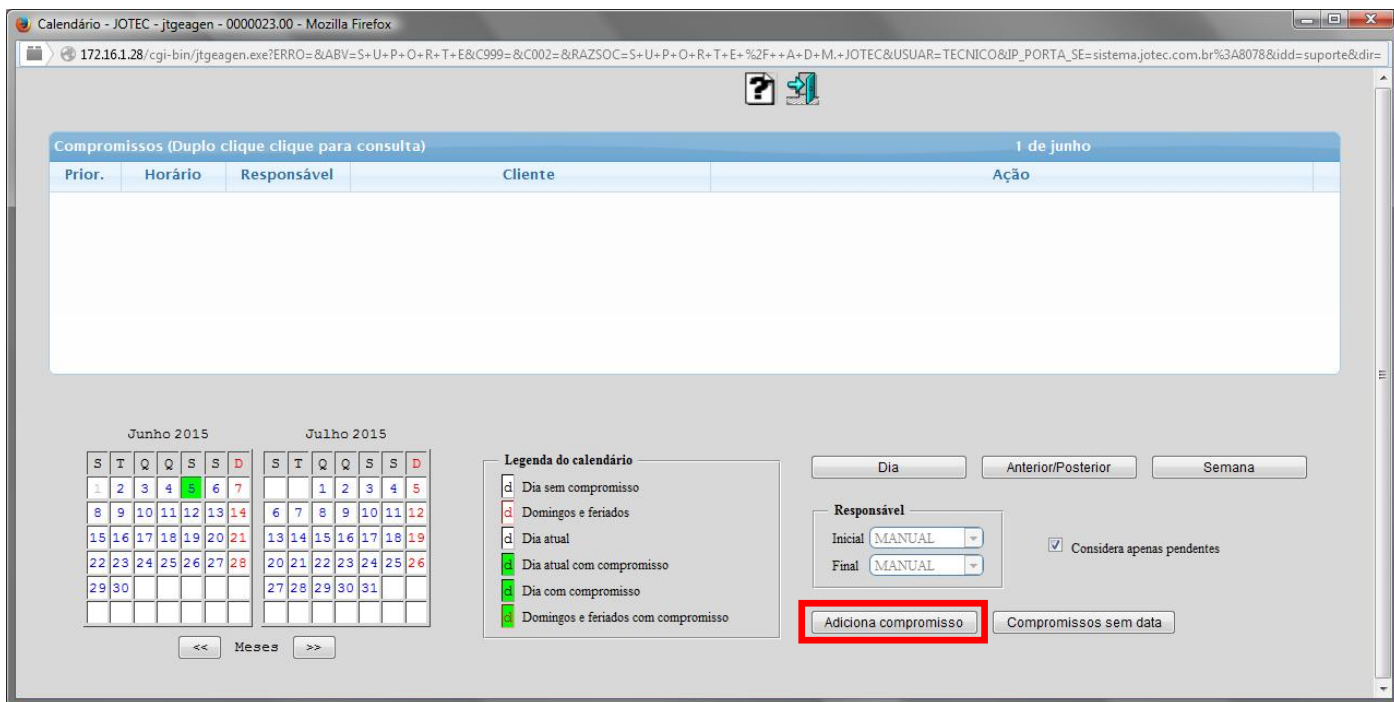 Calendário - JOTEC - jtgeagen - 0000023.00 - Mozilla Firefox
172.16.1.28/cgi-bin/jtgeagen.exe?ERRO=&ABV=S+U+P+O+R+T+E&C999=&C002=&RAZSOC=S+U+P+O+R+T+E+%2F++A+D+M.+JOTEC&USUAR=TECNICO&IP_PORTA_SE=sistema.jotec.com.br%3A8078&idd=suporte&dir=
Compromissos (Duplo clique clique para consulta) 1 de junho
Prior. Horário Responsável Cliente Ação
Junho 2015 Julho 2015
S T Q Q S S D S T Q Q S S D
1 2 3 4 5 6 7 1 2 3 4 5
8 9 10 11 12 13 14 6 7 8 9 10 11 12
15 16 17 18 19 20 21 13 14 15 16 17 18 19
22 23 24 25 26 27 28 20 21 22 23 24 25 26
29 30 27 28 29 30 31
<< Meses >>
Legenda do calendário
d Dia sem compromisso
d Domingos e feriados
d Dia atual
d Dia atual com compromisso
d Dia com compromisso
d Domingos e feriados com compromisso
Dia Anterior/Posterior Semana
Responsável
Inicial MANUAL
Final MANUAL
Considera apenas pendentes
Adiciona compromisso Compromissos sem data